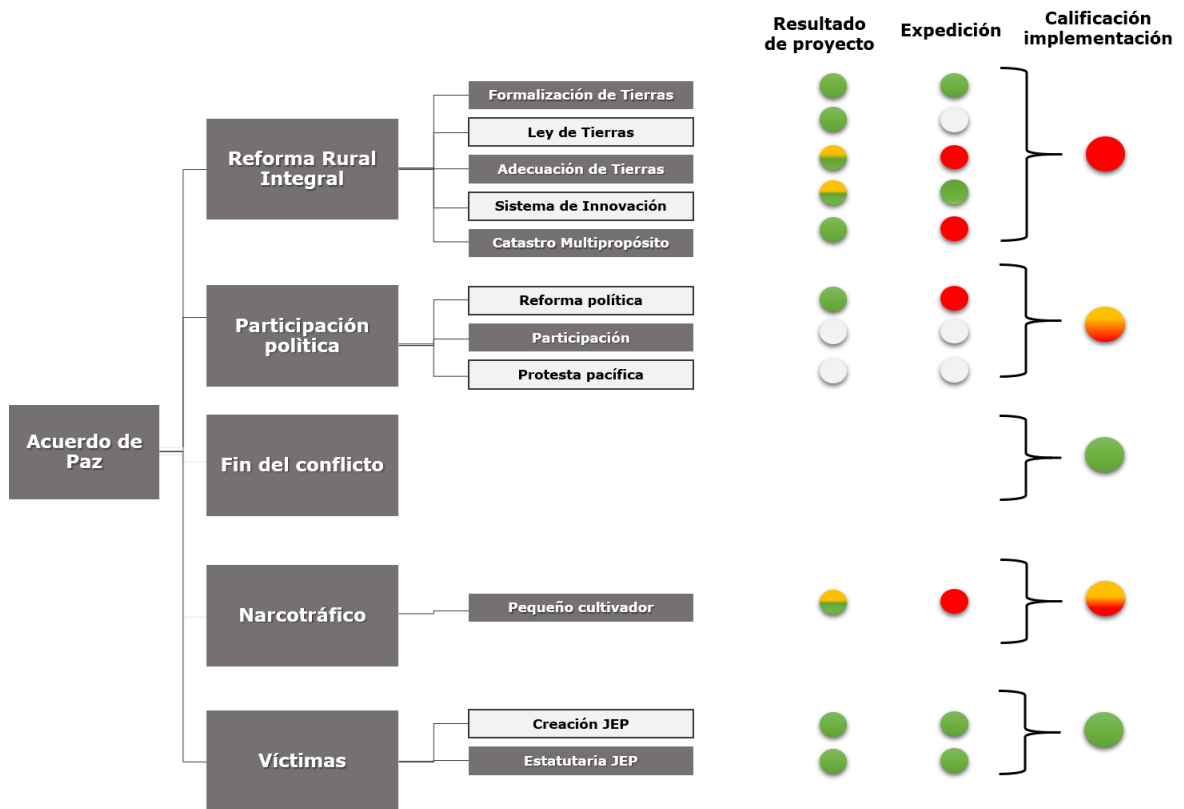 Resultado
de proyecto
Expedición
Calificación
implementación
Formalización de Tierras
Ley de Tierras
Reforma Rural
Integral
Adecuación de Tierras
Sistema de Innovación
Catastro Multipropósito
Reforma política
Participación
polìtica
Participación
Protesta pacífica
Acuerdo de
Paz
Fin del conflicto
Narcotráfico
Pequeño cultivador
Creación JEP
Víctimas
Estatutaria JEP